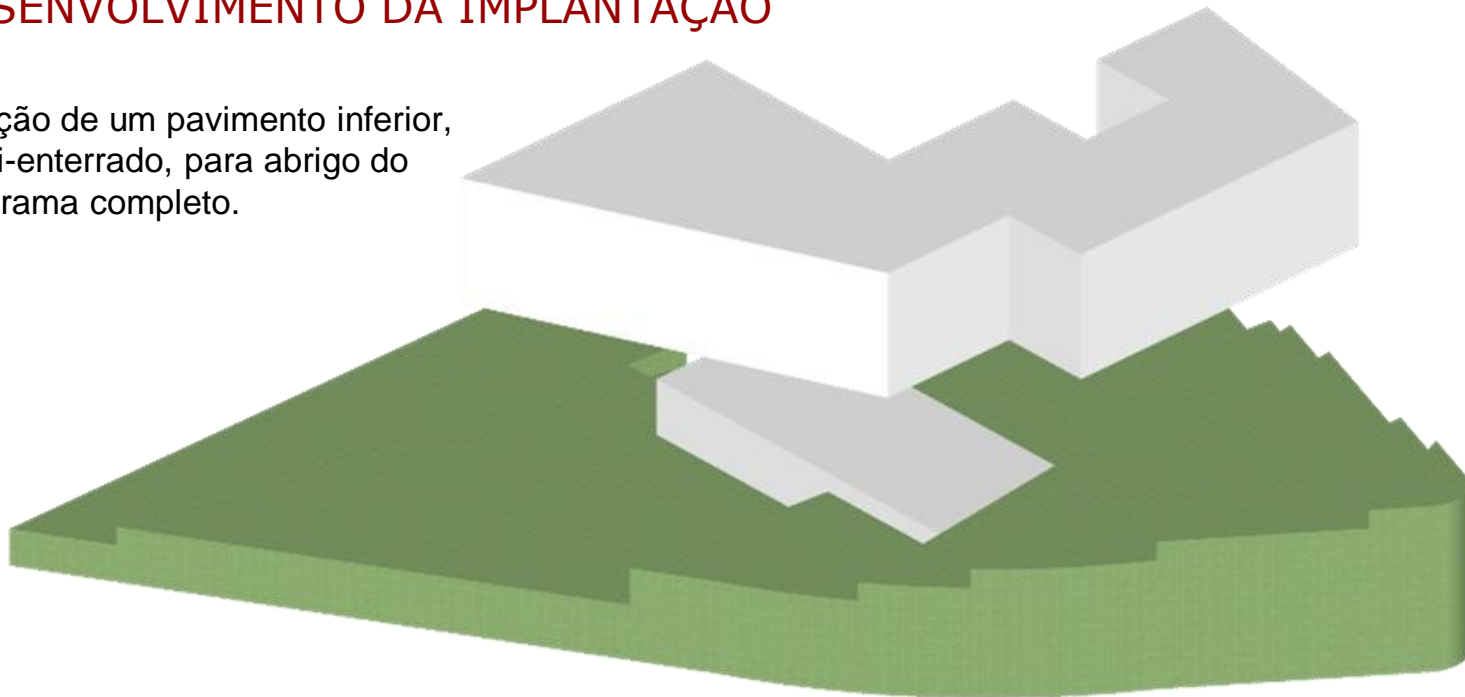 SENVOLVIMENTO DA IMPLANTAÇÃO
ção de um pavimento inferior,
i-enterrado, para abrigo do
rama completo.